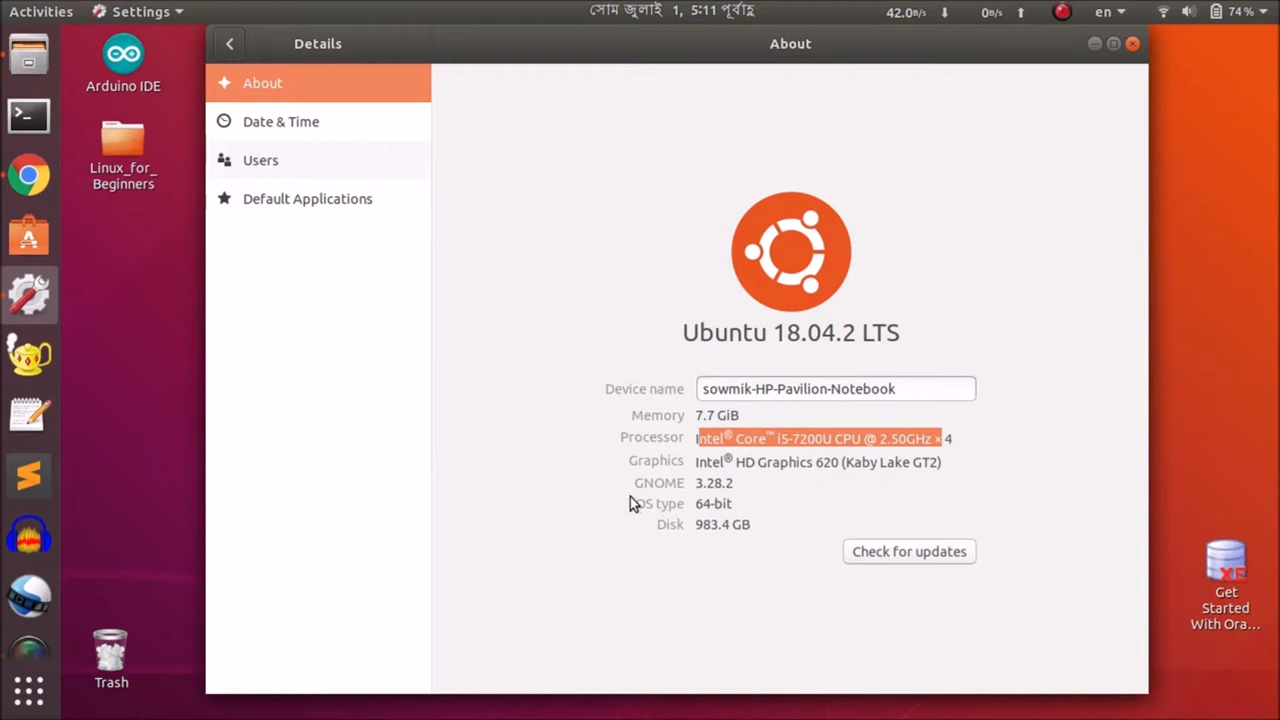 Activities Settings সোম জুলাই 1, 5:11 পূর্বাহ্ণ 42.0B/s 0B/s en 74 %
Details About
Arduino IDE
Linux_for_
Beginners
About
Date & Time
Users
Default Applications
Ubuntu 18.04.2 LTS
Device name sowmik-HP-Pavilion-Notebook
Memory 7.7 GiB
Processor Intel® Core™ i5-7200U CPU @ 2.50GHz × 4
Graphics Intel® HD Graphics 620 (Kaby Lake GT2)
GNOME 3.28.2
OS type 64-bit
Disk 983.4 GB
Check for updates
XE
Get
Started
With Ora...
Trash